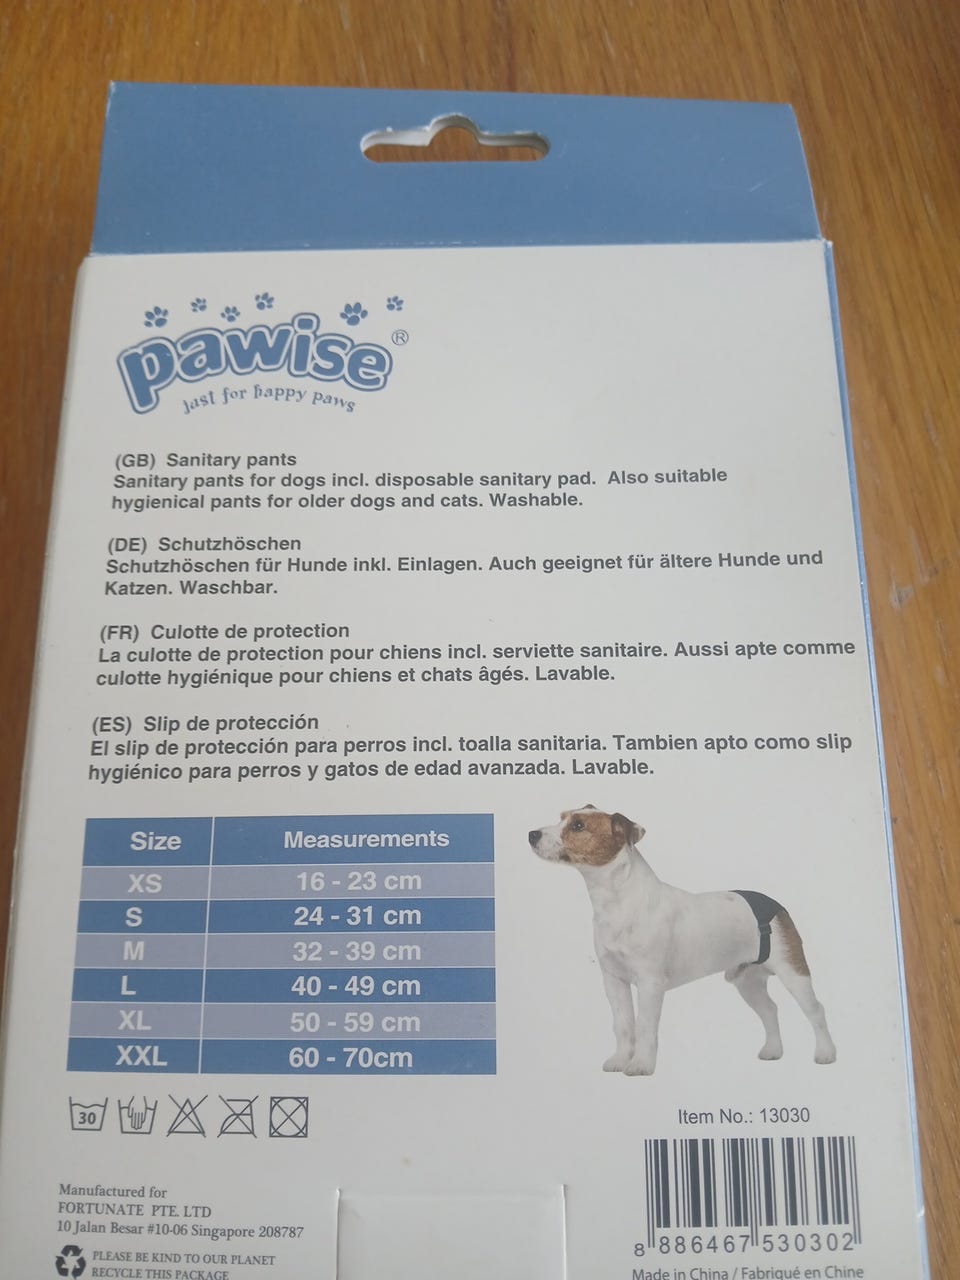 pawise®
just for happy paws
(GB) Sanitary pants
Sanitary pants for dogs incl. disposable sanitary pad. Also suitable
hygienical pants for older dogs and cats. Washable.
(DE) Schutzhöschen
Schutzhöschen für Hunde inkl. Einlagen. Auch geeignet für ältere Hunde und
Katzen. Waschbar.
(FR) Culotte de protection
La culotte de protection pour chiens incl. serviette sanitaire. Aussi apte comme
culotte hygiénique pour chiens et chats âgés. Lavable.
(ES) Slip de protección
El slip de protección para perros incl. toalla sanitaria. Tambien apto como slip
hygiénico para perros y gatos de edad avanzada. Lavable.
Size Measurements
XS 16 - 23 cm
S 24 - 31 cm
M 32 - 39 cm
L 40 - 49 cm
XL 50 - 59 cm
XXL 60 - 70cm
30
Item No.: 13030
8 886467 530302
Made in China / Fabriqué en Chine
Manufactured for
FORTUNATE PTE. LTD
10 Jalan Besar #10-06 Singapore 208787
PLEASE BE KIND TO OUR PLANET
RECYCLE THIS PACKAGE